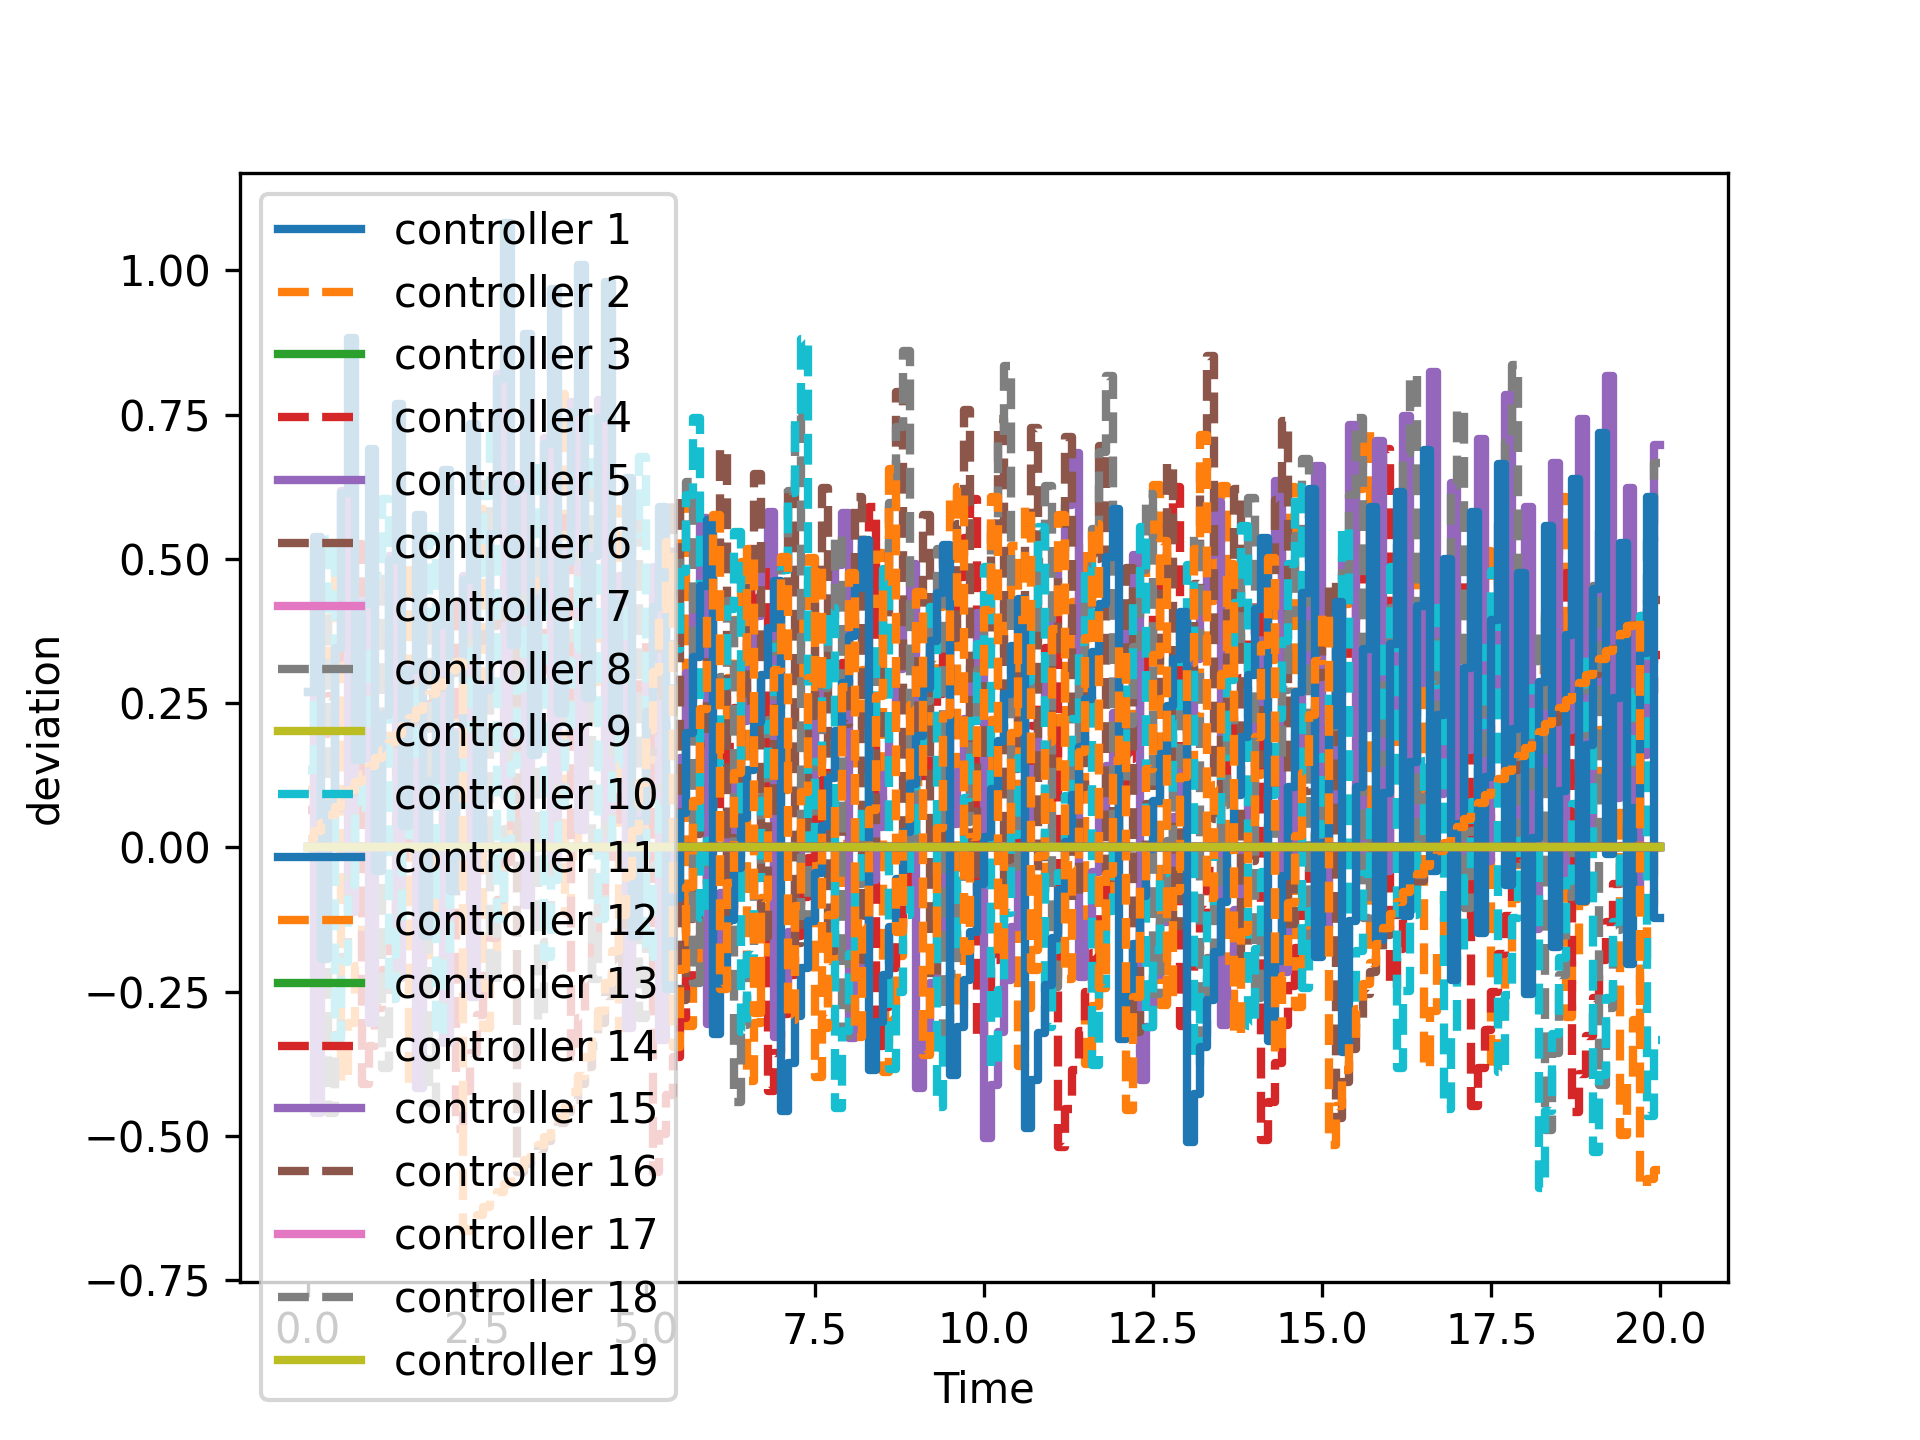 controller 1
controller 2
controller 3
controller 4
controller 5
controller 6
controller 7
controller 8
controller 9
controller 10
controller 11
controller 12
controller 13
controller 14
controller 15
controller 16
controller 17
controller 18
controller 19
1.00
0.75
0.50
0.25
0.00
−0.25
−0.50
−0.75
deviation
0.0 2.5 5.0 7.5 10.0 12.5 15.0 17.5 20.0
Time